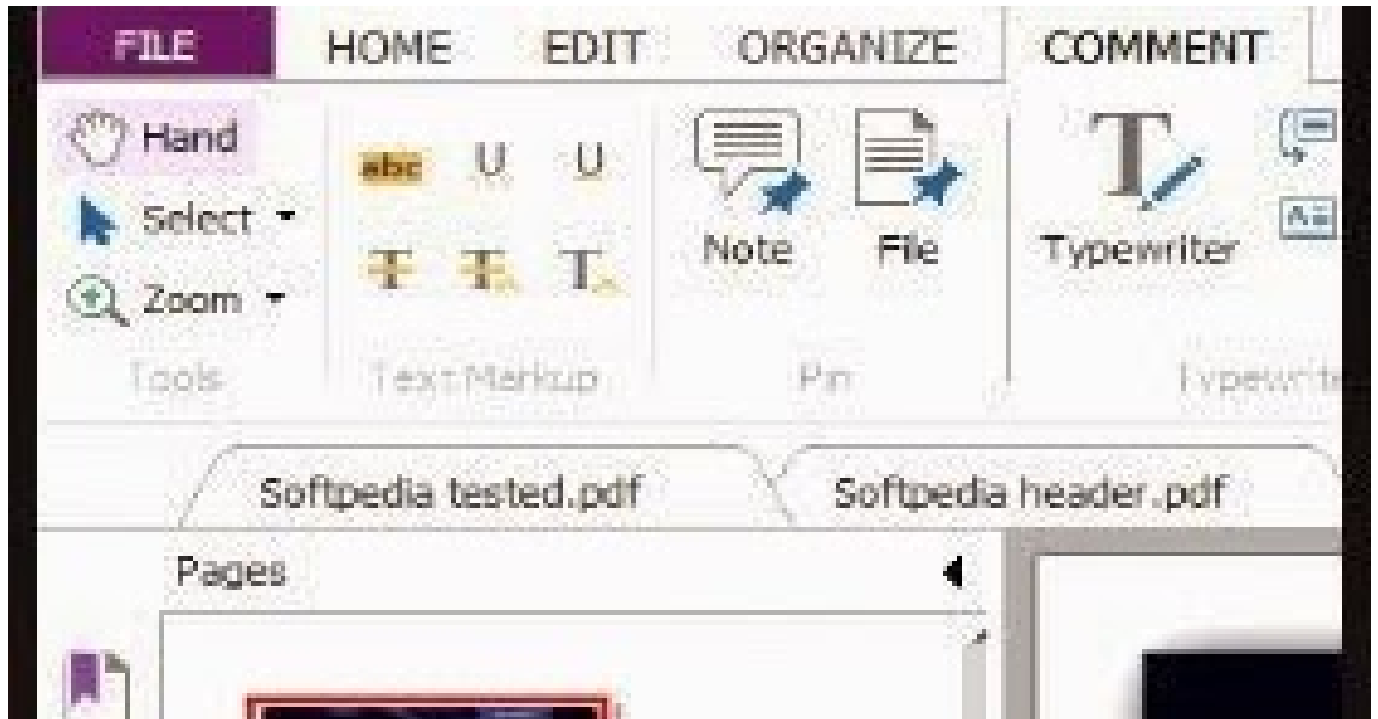 FILE HOME EDIT ORGANIZE COMMENT
Hand
Select
Zoom
Tools
abc U U
T T T
Text Markup
Note File
Pin
Typewriter
Softpedia tested.pdf Softpedia header.pdf
Pages